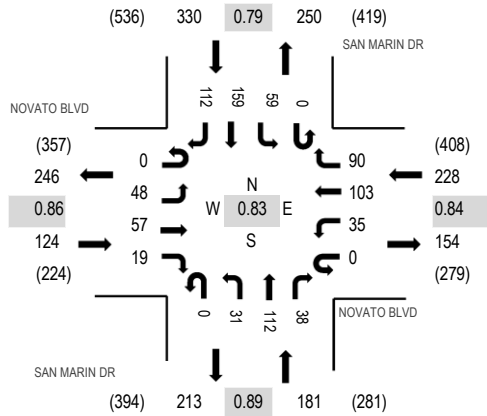 (536) 330 0.79 250 (419)
SAN MARIN DR
112 159 59 0
NOVATO BLVD
(357) (408)
246 0 90 228
48 N 103
0.86 W 0.83 E 0.84
57 S 35
124 19 0 154
(224) (279)
0 31 112 38
NOVATO BLVD
SAN MARIN DR
(394) 213 0.89 181 (281)